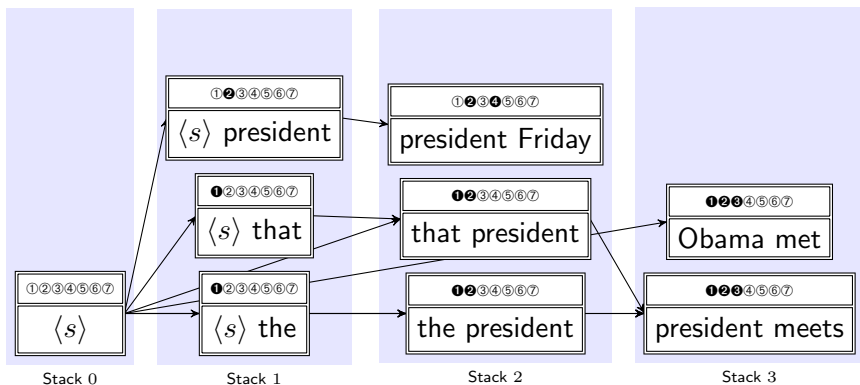 ①❷③④⑤⑥⑦
⟨s⟩ president
①❷③❹⑤⑥⑦
president Friday
❶②③④⑤⑥⑦
⟨s⟩ that
❶❷③④⑤⑥⑦
that president
❶❷❸④⑤⑥⑦
Obama met
①②③④⑤⑥⑦
⟨s⟩
❶②③④⑤⑥⑦
⟨s⟩ the
❶❷③④⑤⑥⑦
the president
❶❷❸④⑤⑥⑦
president meets
Stack 0
Stack 1
Stack 2
Stack 3